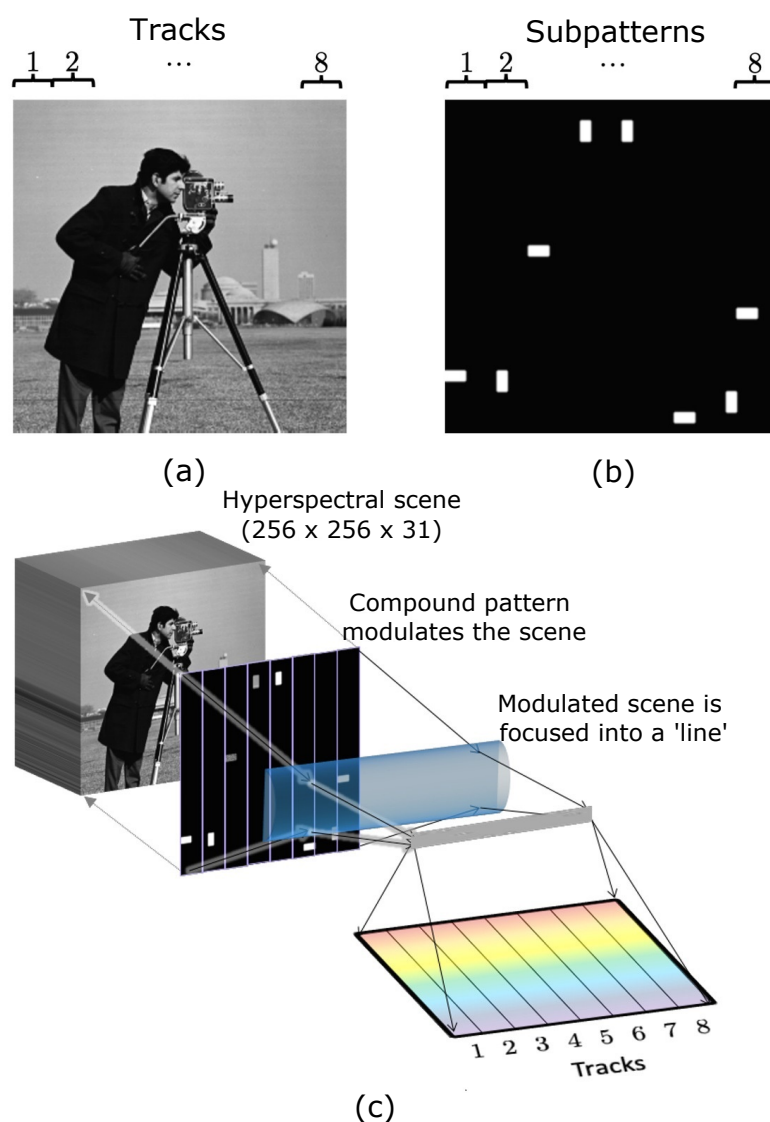 Tracks
1 2 ... 8
Subpatterns
1 2 ... 8
(a)
(b)
Hyperspectral scene
(256 x 256 x 31)
Compound pattern
modulates the scene
Modulated scene is
focused into a 'line'
1 2 3 4 5 6 7 8
Tracks
(c)